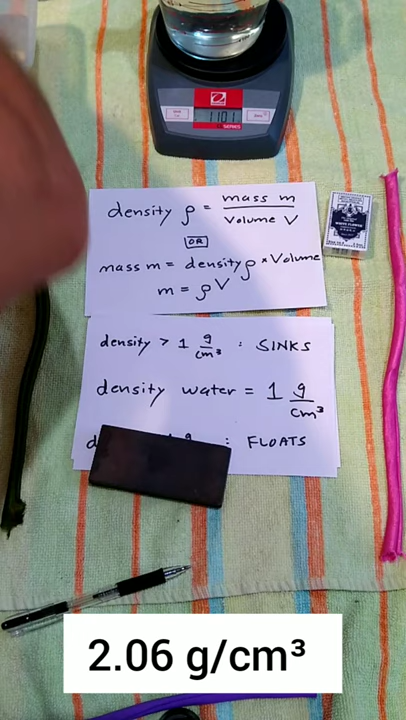 1101
SERIES
density ρ = mass m
Volume V
OR
mass m = density ρ × Volume
m = ρ V
density > 1 g/cm³ : SINKS
density water = 1 g/cm³
: FLOATS
2.06 g/cm³